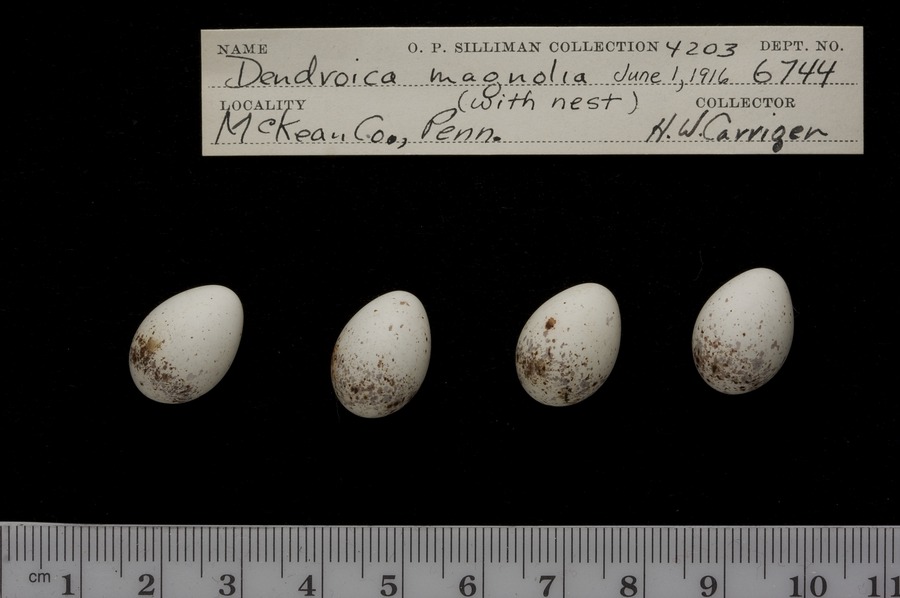 NAME O. P. SILLIMAN COLLECTION 4203 DEPT. NO.
Dendroica magnolia June 1, 1916 6744
LOCALITY (with nest) COLLECTOR
McKean Co., Penn. H. W. Carriger
cm 1 2 3 4 5 6 7 8 9 10 11